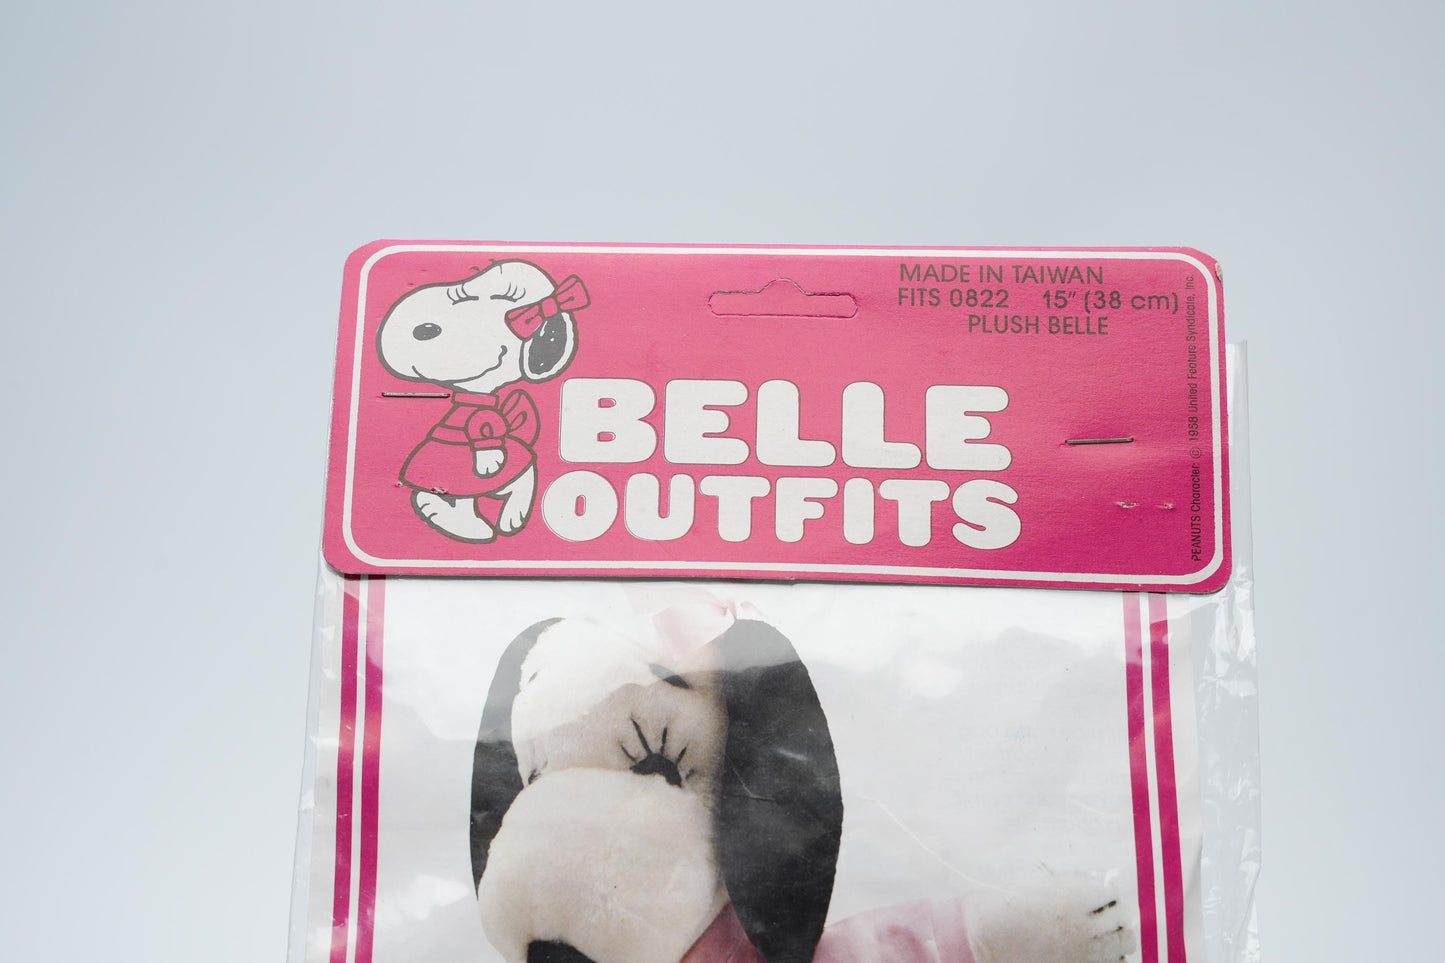 MADE IN TAIWAN
FITS 0822 15" (38 cm)
PLUSH BELLE
BELLE
OUTFITS
PEANUTS Character: © 1958 United Feature Syndicate, Inc.